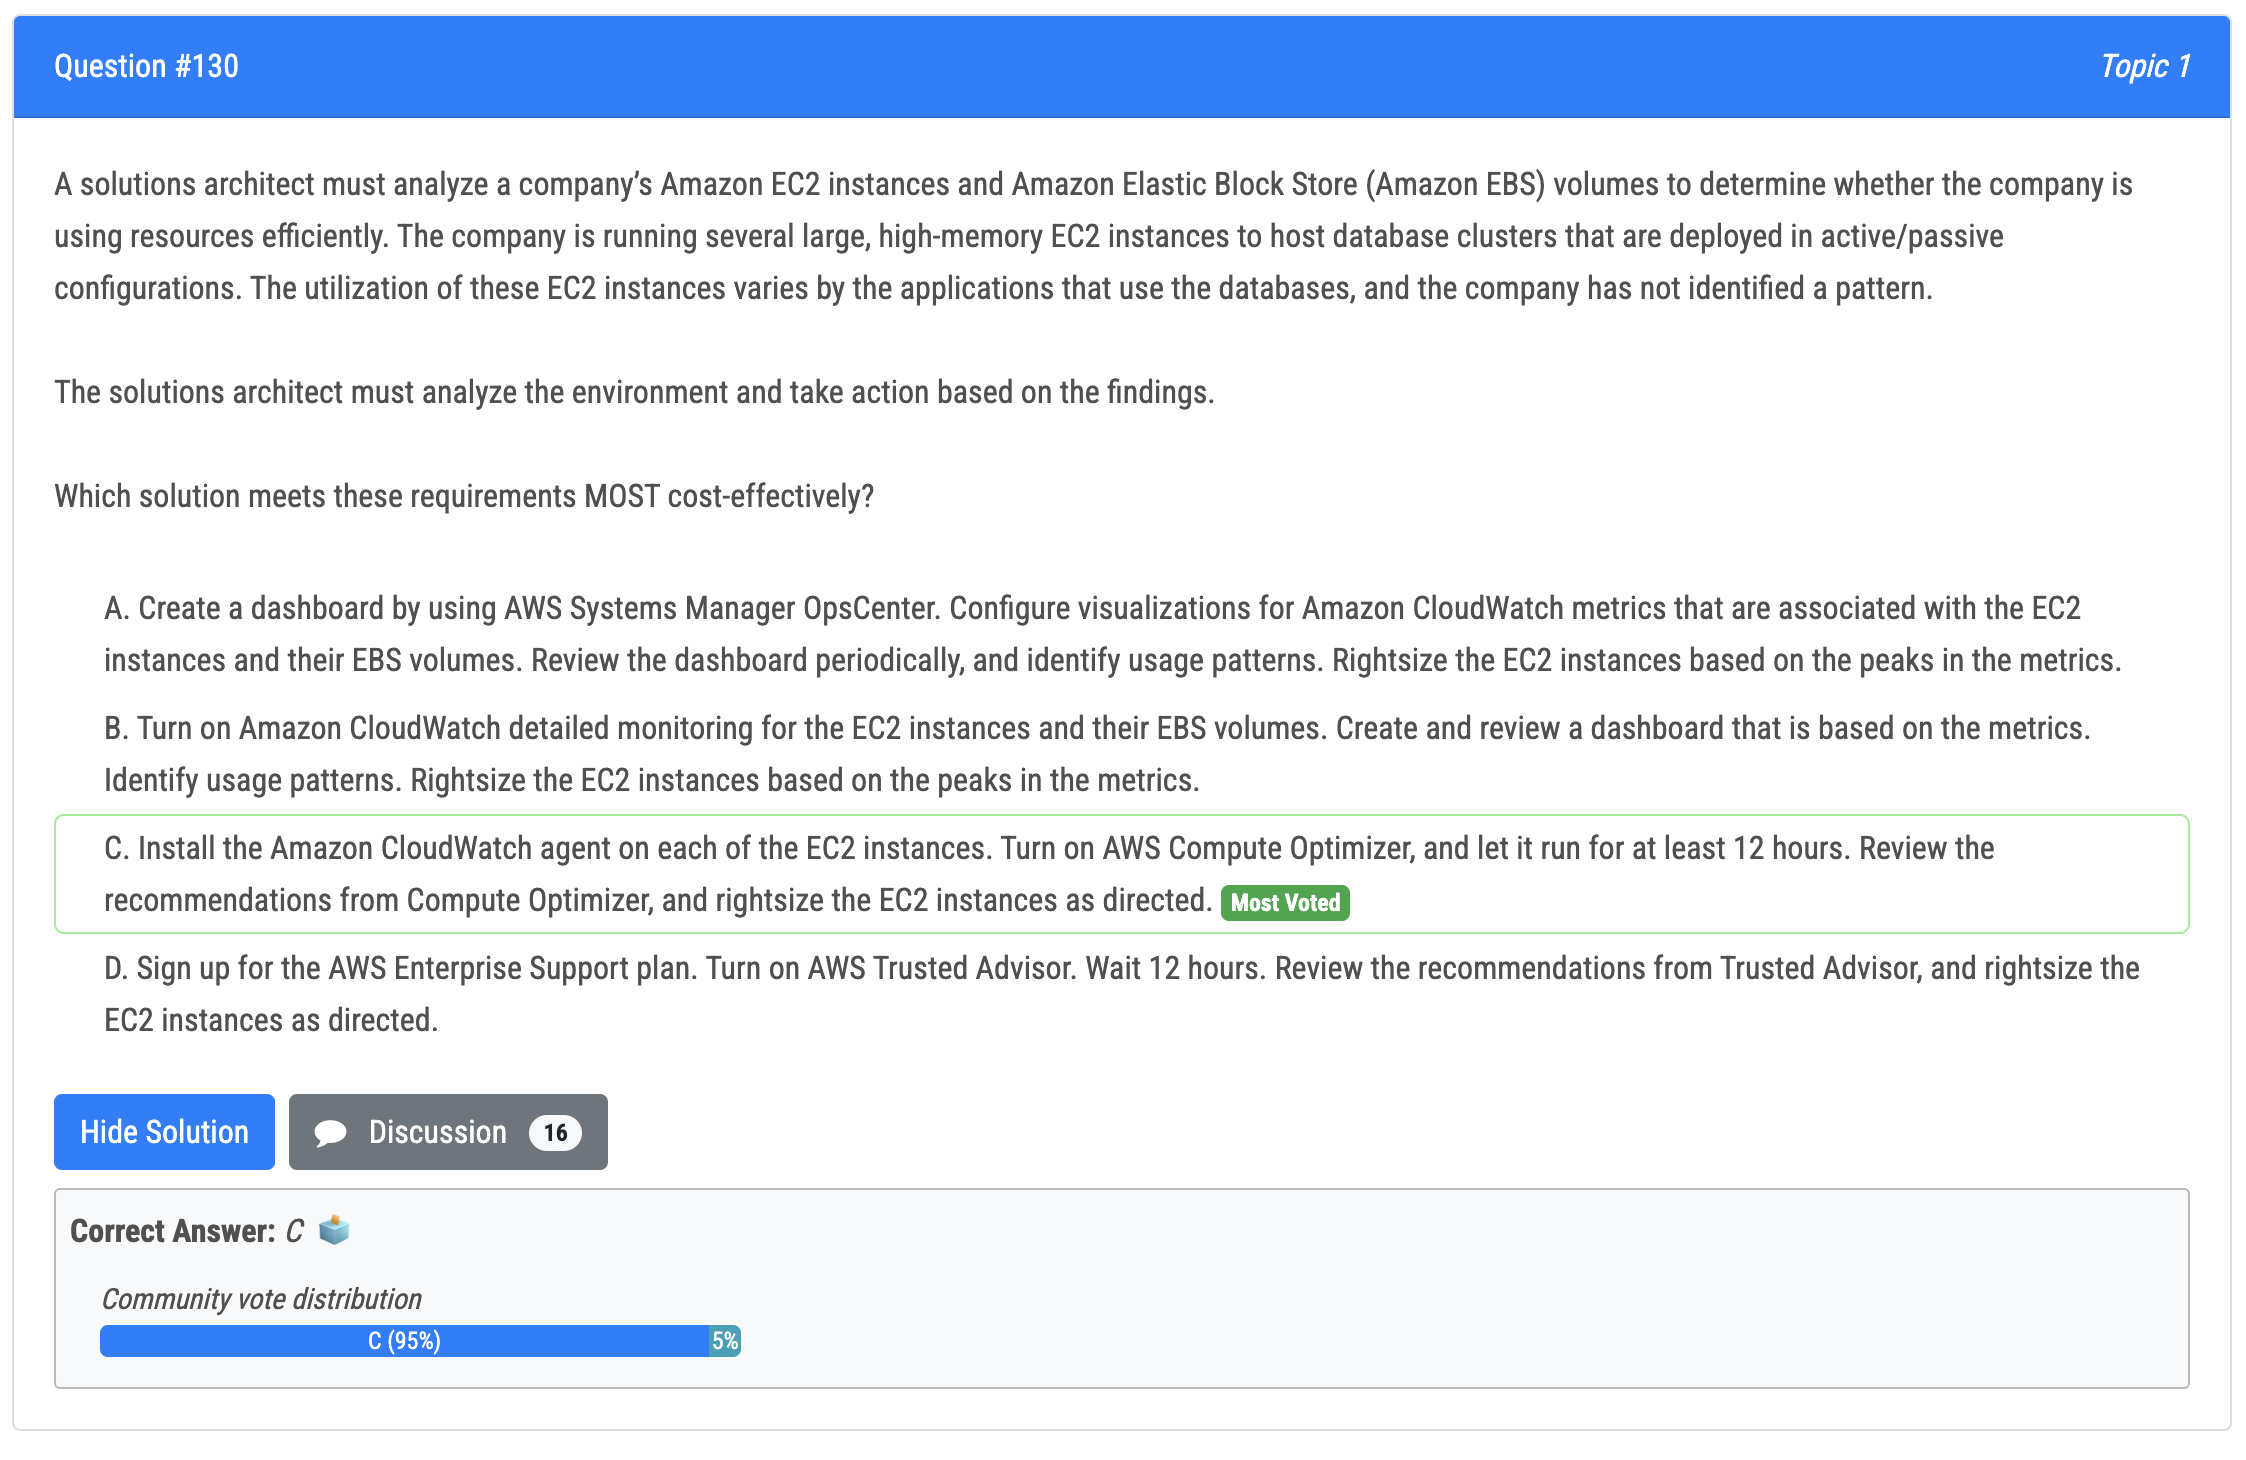 Question #130
Topic 1
A solutions architect must analyze a company’s Amazon EC2 instances and Amazon Elastic Block Store (Amazon EBS) volumes to determine whether the company is
using resources efficiently. The company is running several large, high-memory EC2 instances to host database clusters that are deployed in active/passive
configurations. The utilization of these EC2 instances varies by the applications that use the databases, and the company has not identified a pattern.
The solutions architect must analyze the environment and take action based on the findings.
Which solution meets these requirements MOST cost-effectively?
A. Create a dashboard by using AWS Systems Manager OpsCenter. Configure visualizations for Amazon CloudWatch metrics that are associated with the EC2
instances and their EBS volumes. Review the dashboard periodically, and identify usage patterns. Rightsize the EC2 instances based on the peaks in the metrics.
B. Turn on Amazon CloudWatch detailed monitoring for the EC2 instances and their EBS volumes. Create and review a dashboard that is based on the metrics.
Identify usage patterns. Rightsize the EC2 instances based on the peaks in the metrics.
C. Install the Amazon CloudWatch agent on each of the EC2 instances. Turn on AWS Compute Optimizer, and let it run for at least 12 hours. Review the
recommendations from Compute Optimizer, and rightsize the EC2 instances as directed. Most Voted
D. Sign up for the AWS Enterprise Support plan. Turn on AWS Trusted Advisor. Wait 12 hours. Review the recommendations from Trusted Advisor, and rightsize the
EC2 instances as directed.
Hide Solution
Discussion 16
Correct Answer: C
Community vote distribution
C (95%) 5%